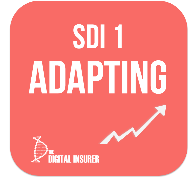 SDI 1
ADAPTING
THE
DIGITAL INSURER